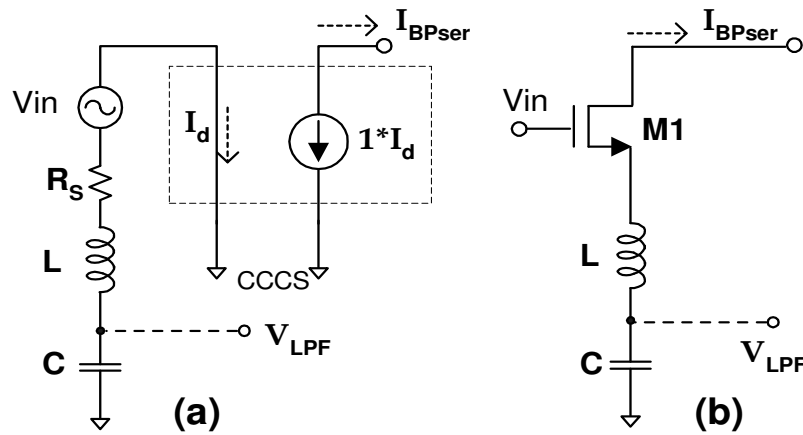 I_BPser
Vin
I_d
1*I_d
R_S
L
CCCS
V_LPF
C
(a)
I_BPser
Vin
M1
L
V_LPF
C
(b)